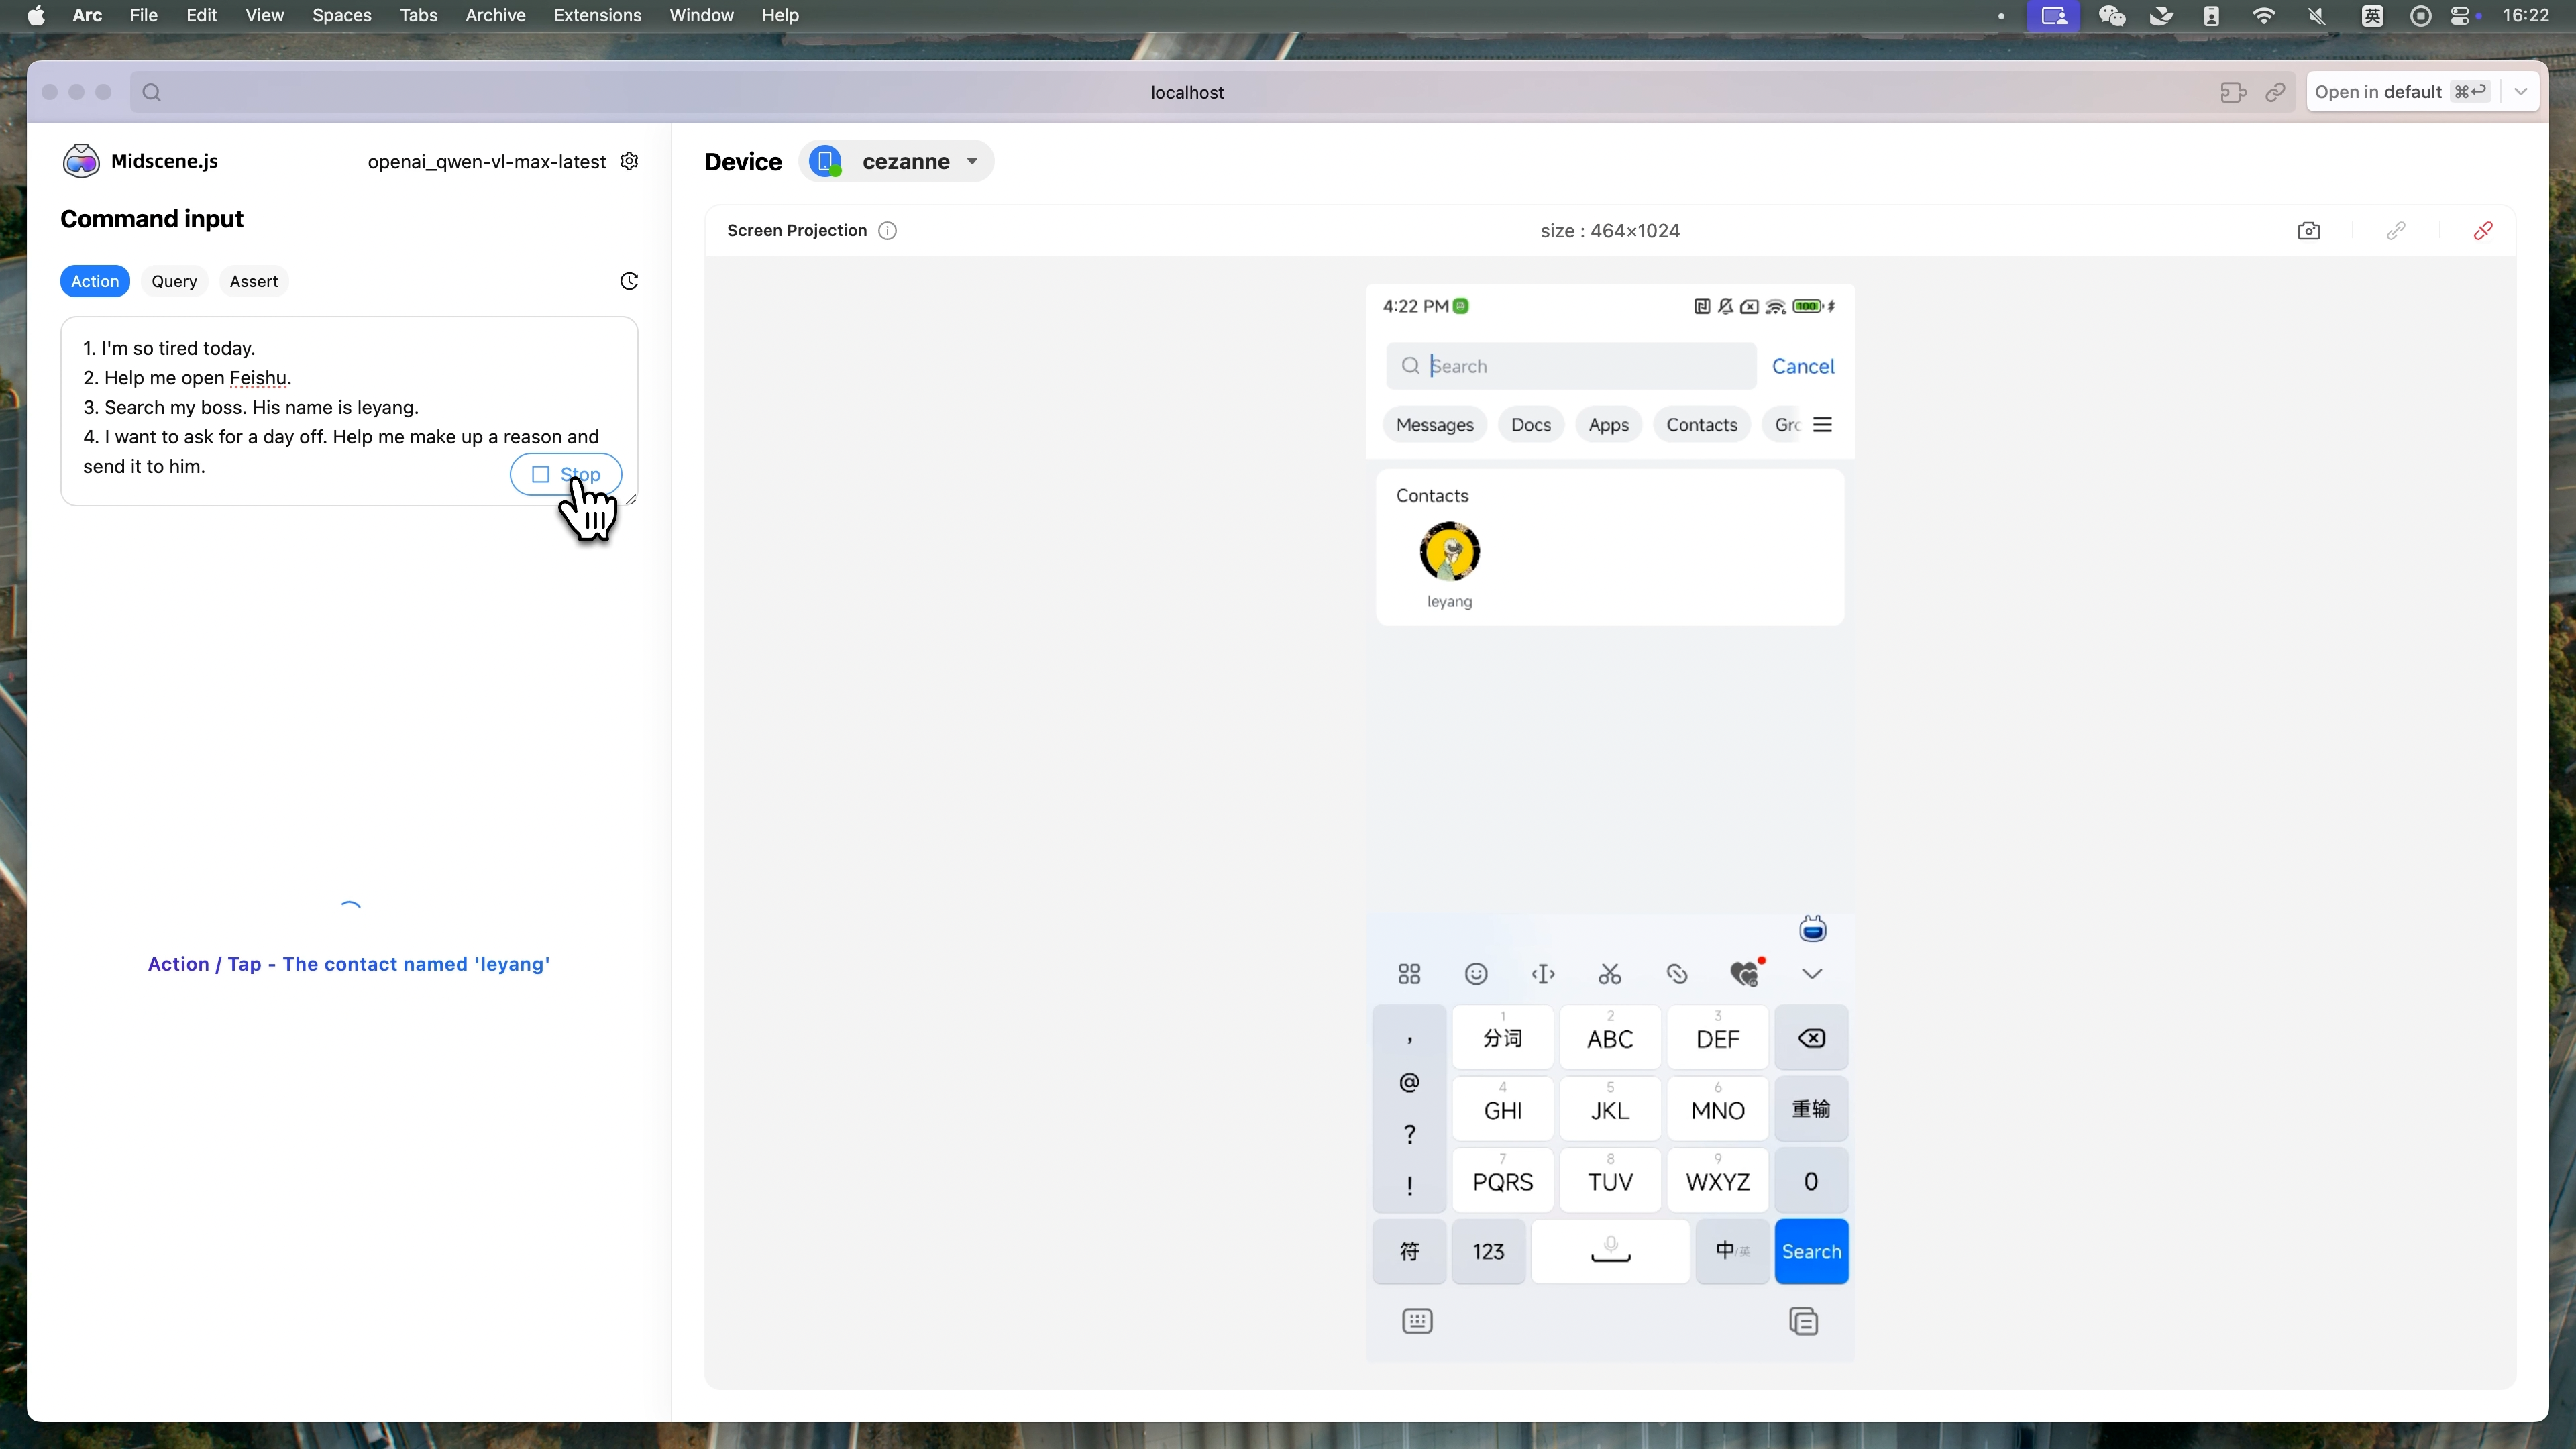 Arc File Edit View Spaces Tabs Archive Extensions Window Help 英 16:22
localhost Open in default ⌘↩
Midscene.js openai_qwen-vl-max-latest
Device cezanne
Command input
Screen Projection size : 464×1024
Action Query Assert
1. I'm so tired today.
2. Help me open Feishu.
3. Search my boss. His name is leyang.
4. I want to ask for a day off. Help me make up a reason and
send it to him.
Stop
Action / Tap - The contact named 'leyang'
4:22 PM 100
Search Cancel
Messages Docs Apps Contacts Gro
Contacts
leyang
, 1 分词 2 ABC 3 DEF
@ 4 GHI 5 JKL 6 MNO 重输
?
! 7 PQRS 8 TUV 9 WXYZ 0
符 123 中/英 Search